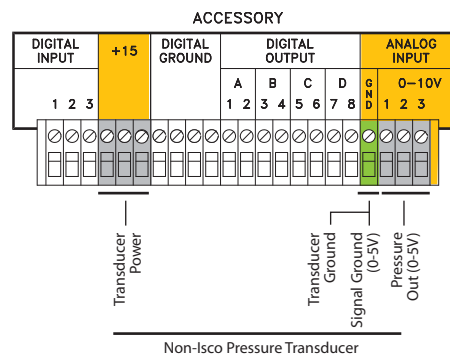 ACCESSORY
DIGITAL
INPUT
1 2 3
+15
DIGITAL
GROUND
DIGITAL
OUTPUT
A B C D
1 2 3 4 5 6 7 8
GND
ANALOG
INPUT
0–10V
1 2 3
Transducer
Power
Transducer
Ground
Signal Ground
(0-5V)
Pressure
Out (0-5V)
Non-Isco Pressure Transducer